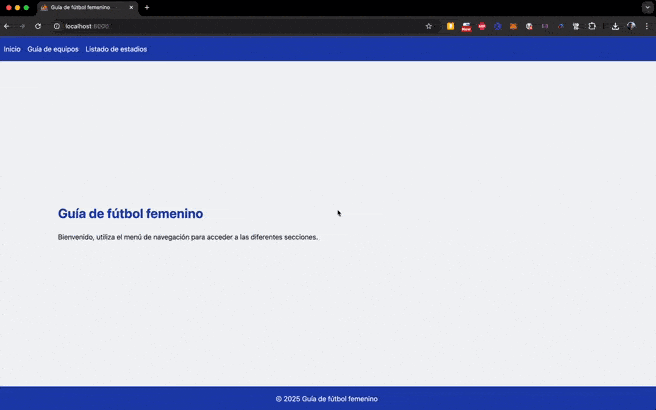 Guía de fútbol femenino
localhost:8000
Inicio Guía de equipos Listado de estadios
Guía de fútbol femenino
Bienvenido, utiliza el menú de navegación para acceder a las diferentes secciones.
© 2025 Guía de fútbol femenino